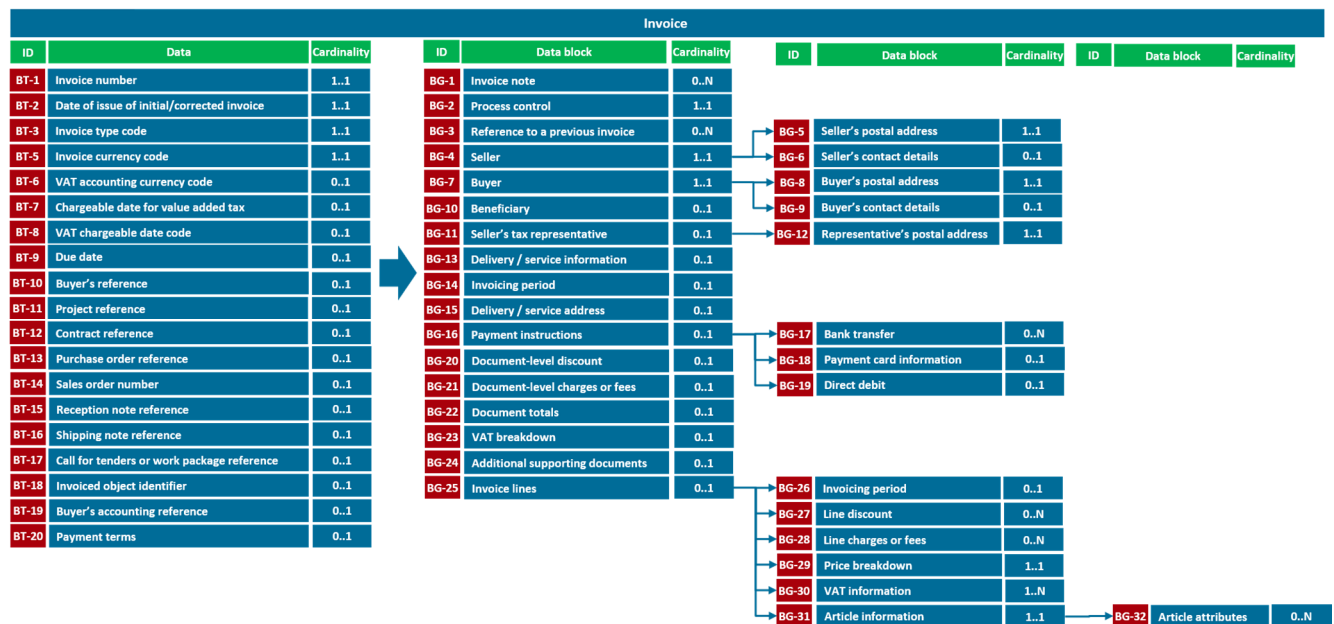 Invoice
ID Data Cardinality
BT-1 Invoice number 1..1
BT-2 Date of issue of initial/corrected invoice 1..1
BT-3 Invoice type code 1..1
BT-5 Invoice currency code 1..1
BT-6 VAT accounting currency code 0..1
BT-7 Chargeable date for value added tax 0..1
BT-8 VAT chargeable date code 0..1
BT-9 Due date 0..1
BT-10 Buyer's reference 0..1
BT-11 Project reference 0..1
BT-12 Contract reference 0..1
BT-13 Purchase order reference 0..1
BT-14 Sales order number 0..1
BT-15 Reception note reference 0..1
BT-16 Shipping note reference 0..1
BT-17 Call for tenders or work package reference 0..1
BT-18 Invoiced object identifier 0..1
BT-19 Buyer's accounting reference 0..1
BT-20 Payment terms 0..1
ID Data block Cardinality
BG-1 Invoice note 0..N
BG-2 Process control 1..1
BG-3 Reference to a previous invoice 0..N
BG-4 Seller 1..1
BG-7 Buyer 1..1
BG-10 Beneficiary 0..1
BG-11 Seller's tax representative 0..1
BG-13 Delivery / service information 0..1
BG-14 Invoicing period 0..1
BG-15 Delivery / service address 0..1
BG-16 Payment instructions 0..1
BG-20 Document-level discount 0..1
BG-21 Document-level charges or fees 0..1
BG-22 Document totals 0..1
BG-23 VAT breakdown 0..1
BG-24 Additional supporting documents 0..1
BG-25 Invoice lines 0..1
ID Data block Cardinality
BG-5 Seller's postal address 1..1
BG-6 Seller's contact details 0..1
BG-8 Buyer's postal address 1..1
BG-9 Buyer's contact details 0..1
BG-12 Representative's postal address 1..1
BG-17 Bank transfer 0..N
BG-18 Payment card information 0..1
BG-19 Direct debit 0..1
BG-26 Invoicing period 0..1
BG-27 Line discount 0..N
BG-28 Line charges or fees 0..N
BG-29 Price breakdown 1..1
BG-30 VAT information 1..N
BG-31 Article information 1..1
ID Data block Cardinality
BG-32 Article attributes 0..N